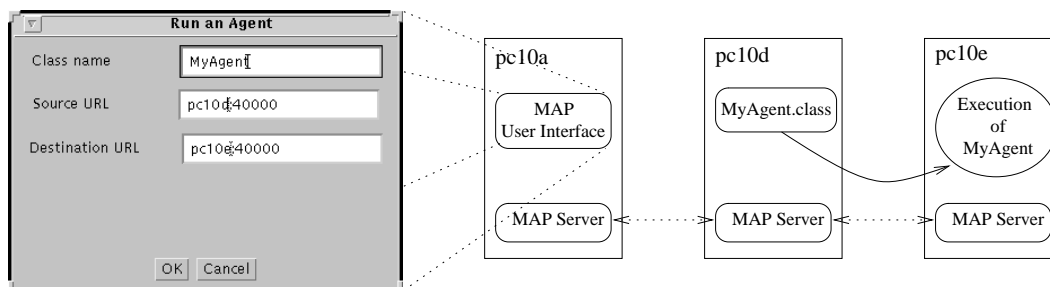 Run an Agent
Class name
MyAgent
Source URL
pc10d:40000
Destination URL
pc10e:40000
OK
Cancel
pc10a
MAP
User Interface
MAP Server
pc10d
MyAgent.class
MAP Server
pc10e
Execution
of
MyAgent
MAP Server